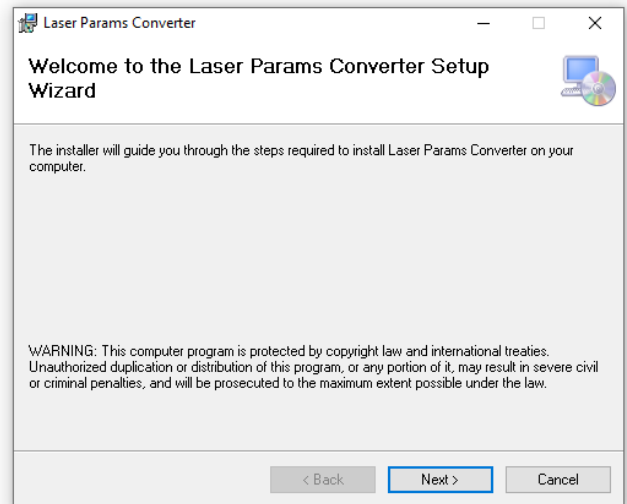 Laser Params Converter
Welcome to the Laser Params Converter Setup
Wizard
The installer will guide you through the steps required to install Laser Params Converter on your
computer.
WARNING: This computer program is protected by copyright law and international treaties.
Unauthorized duplication or distribution of this program, or any portion of it, may result in severe civil
or criminal penalties, and will be prosecuted to the maximum extent possible under the law.
< Back Next > Cancel